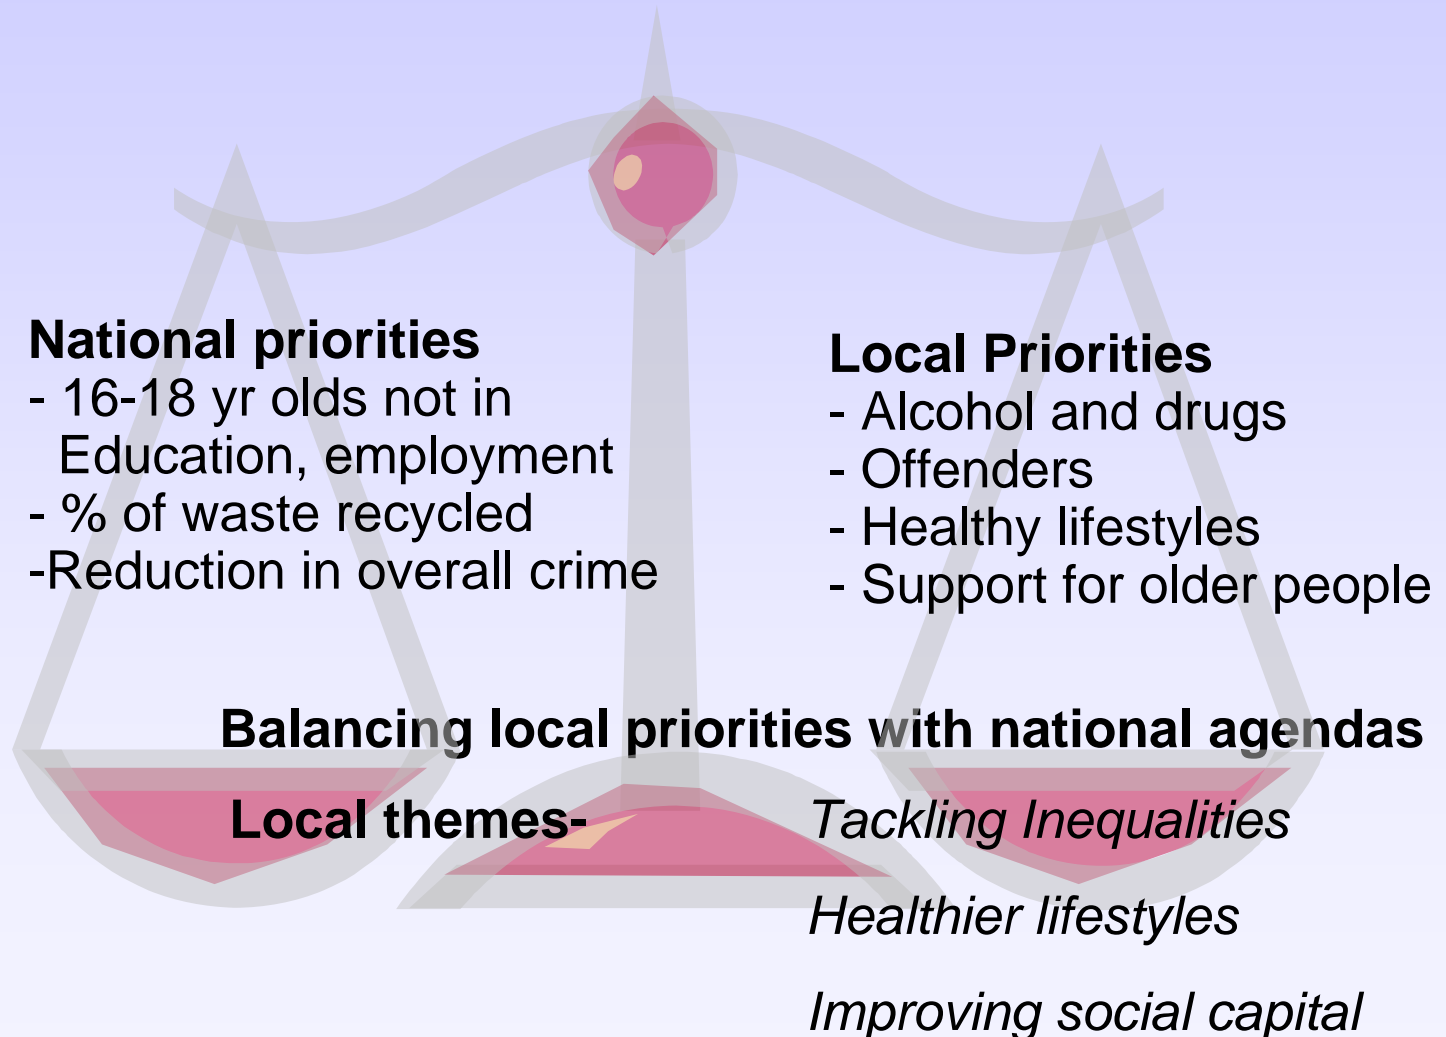 National priorities
- 16-18 yr olds not in
Education, employment
- % of waste recycled
-Reduction in overall crime
Local Priorities
- Alcohol and drugs
- Offenders
- Healthy lifestyles
- Support for older people
Balancing local priorities with national agendas
Local themes-
Tackling Inequalities
Healthier lifestyles
Improving social capital